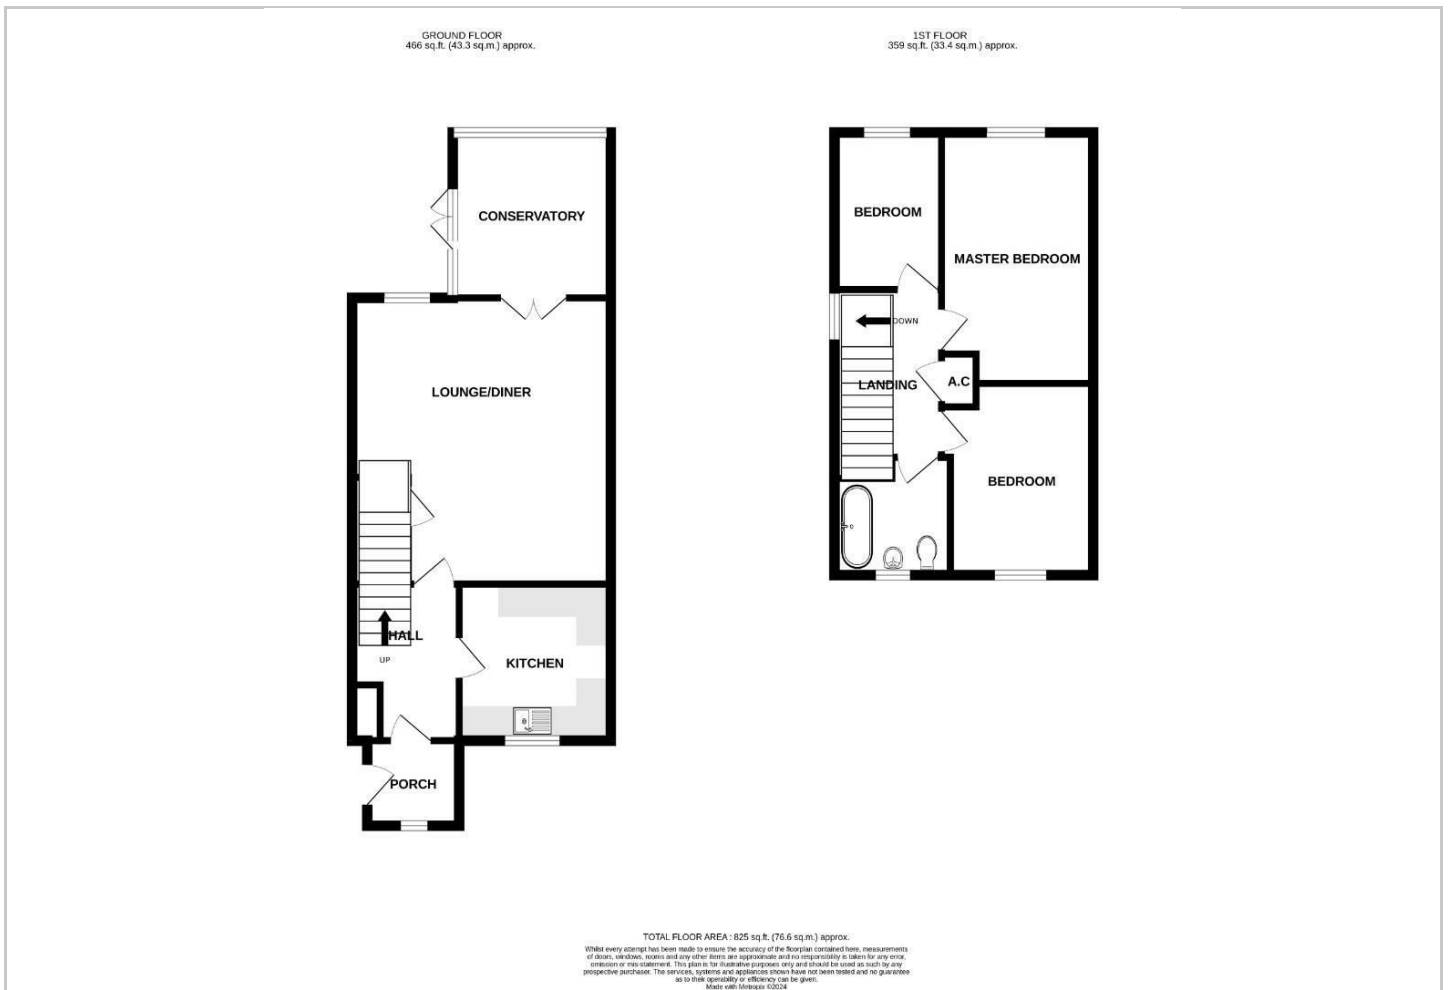 GROUND FLOOR
466 sq.ft. (43.3 sq.m.) approx.
1ST FLOOR
359 sq.ft. (33.4 sq.m.) approx.
CONSERVATORY
LOUNGE/DINER
HALL
UP
KITCHEN
PORCH
BEDROOM
MASTER BEDROOM
DOWN
LANDING
A.C
BEDROOM
TOTAL FLOOR AREA : 825 sq.ft. (76.6 sq.m.) approx.
Whilst every attempt has been made to ensure the accuracy of the floorplan contained here, measurements
of doors, windows, rooms and any other items are approximate and no responsibility is taken for any error,
omission or mis-statement. This plan is for illustrative purposes only and should be used as such by any
prospective purchaser. The services, systems and appliances shown have not been tested and no guarantee
as to their operability or efficiency can be given.
Made with Metropix ©2024